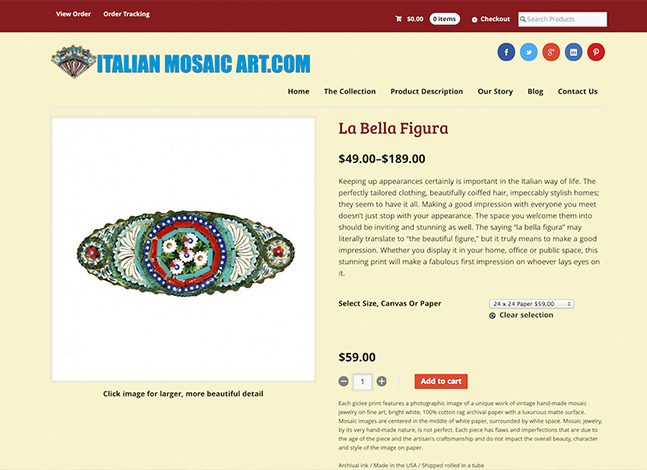 View Order Order Tracking
$0.00 0 items Checkout Search Products
ITALIAN MOSAIC ART.COM
Home The Collection Product Description Our Story Blog Contact Us
La Bella Figura
$49.00–$189.00
Keeping up appearances certainly is important in the Italian way of life. The
perfectly tailored clothing, beautifully coiffed hair, impeccably stylish homes;
they seem to have it all. Making a good impression with everyone you meet
doesn't just stop with your appearance. The space you welcome them into
should be inviting and stunning as well. The saying "la bella figura" may
literally translate to "the beautiful figure," but it truly means to make a good
impression. Whether you display it in your home, office or public space, this
stunning print will make a fabulous first impression on whoever lays eyes on
it.
Select Size, Canvas Or Paper 24 x 24 Paper $59.00
Clear selection
$59.00
1 Add to cart
Click image for larger, more beautiful detail
Each giclee print features a photographic image of a unique work of vintage hand-made mosaic
jewelry on fine art, bright white, 100% cotton rag archival paper with a luxurious matte surface.
Mosaic images are centered in the middle of white paper, surrounded by white space. Mosaic jewelry,
by its very hand-made nature, is not perfect. Each piece has flaws and imperfections that are due to
the age of the piece and the artisan's craftsmanship and do not impact the overall beauty, character
and style of the image on paper.
Archival ink / Made in the USA / Shipped rolled in a tube